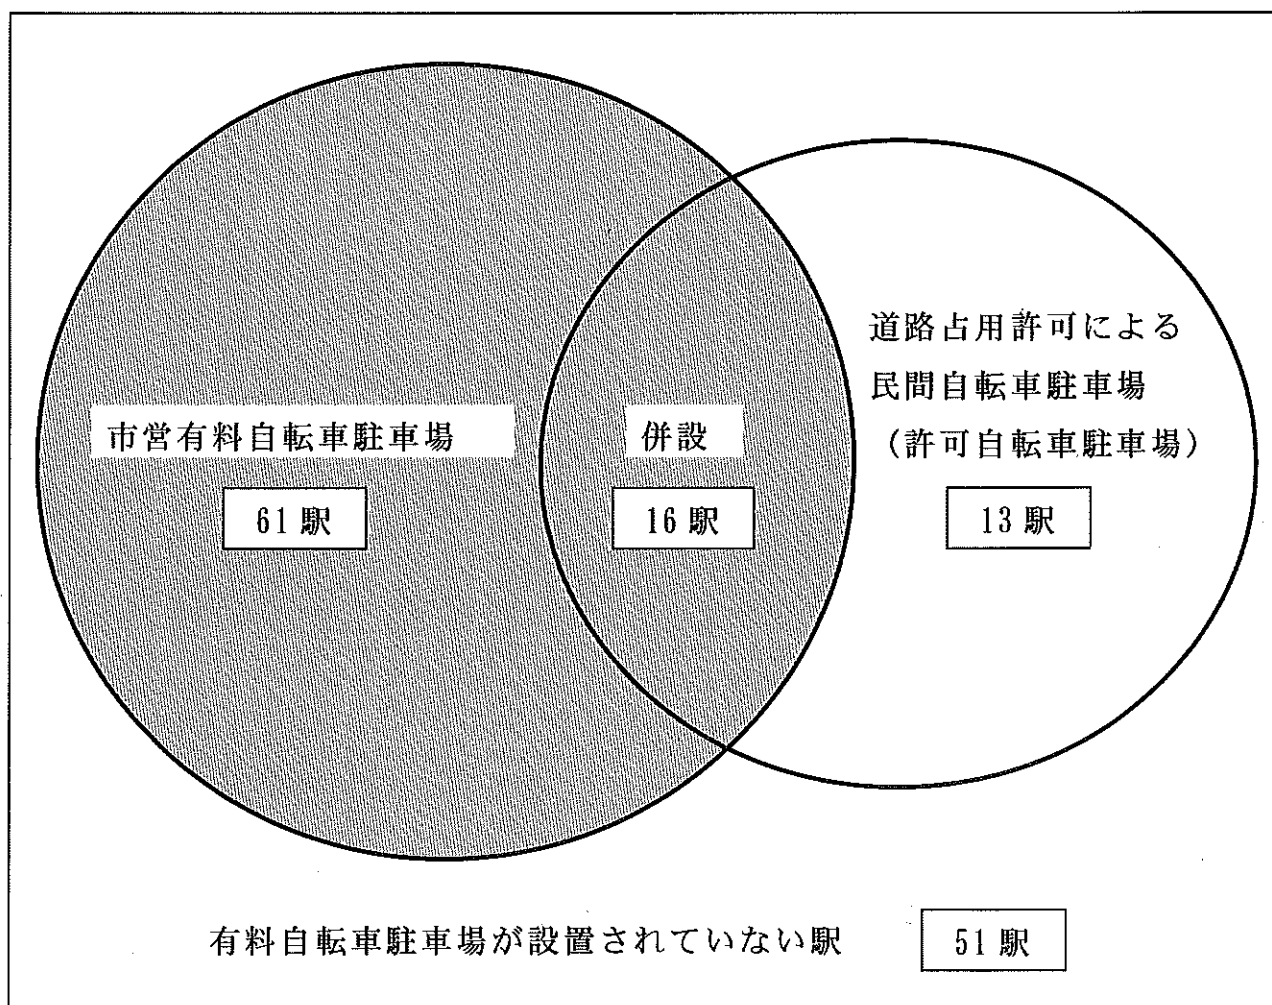 道路占用許可による
民間自転車駐車場
(許可自転車駐車場)
市営有料自転車駐車場
併設
61駅
16駅
13駅
有料自転車駐車場が設置されていない駅
51駅